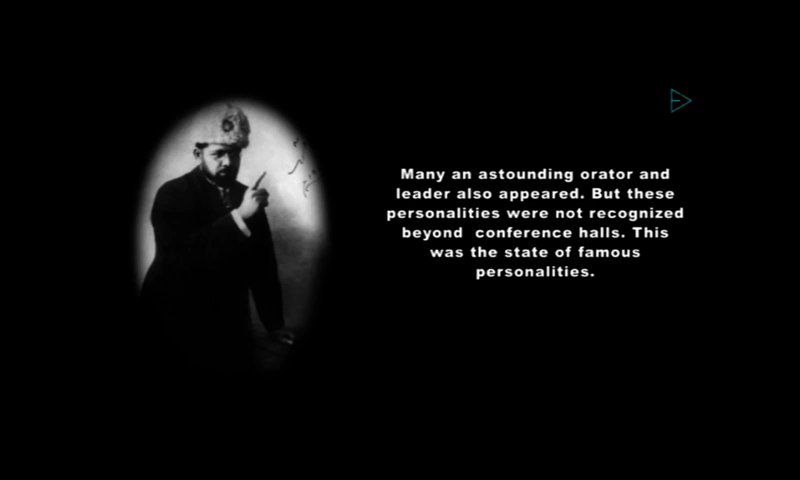 Many an astounding orator and
leader also appeared. But these
personalities were not recognized
beyond  conference halls. This
was the state of famous
personalities.